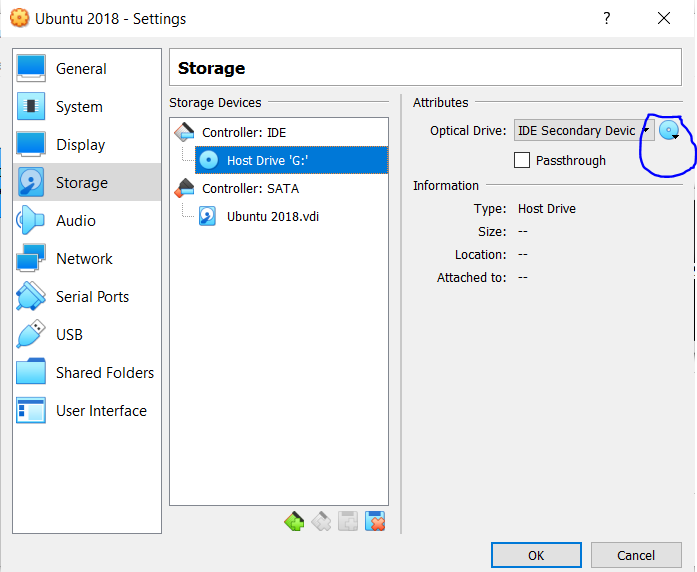 Ubuntu 2018 - Settings
?
General
System
Display
Storage
Audio
Network
Serial Ports
USB
Shared Folders
User Interface
Storage
Storage Devices
Controller: IDE
Host Drive 'G:'
Controller: SATA
Ubuntu 2018.vdi
Attributes
Optical Drive: IDE Secondary Devic
Passthrough
Information
Type: Host Drive
Size: --
Location: --
Attached to: --
OK
Cancel